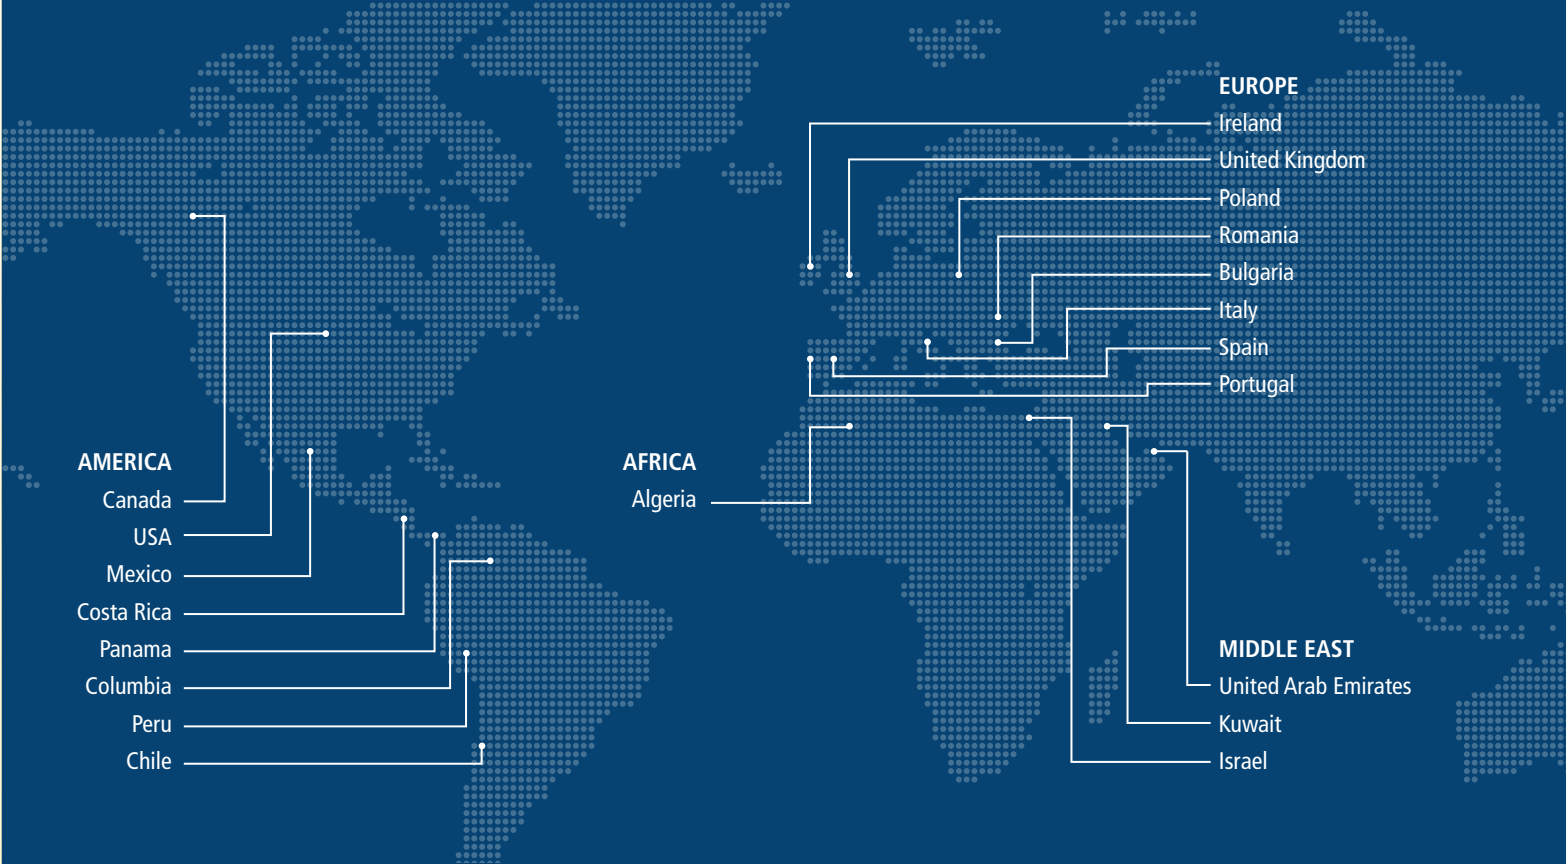 AMERICA
Canada
USA
Mexico
Costa Rica
Panama
Columbia
Peru
Chile
AFRICA
Algeria
EUROPE
Ireland
United Kingdom
Poland
Romania
Bulgaria
Italy
Spain
Portugal
MIDDLE EAST
United Arab Emirates
Kuwait
Israel